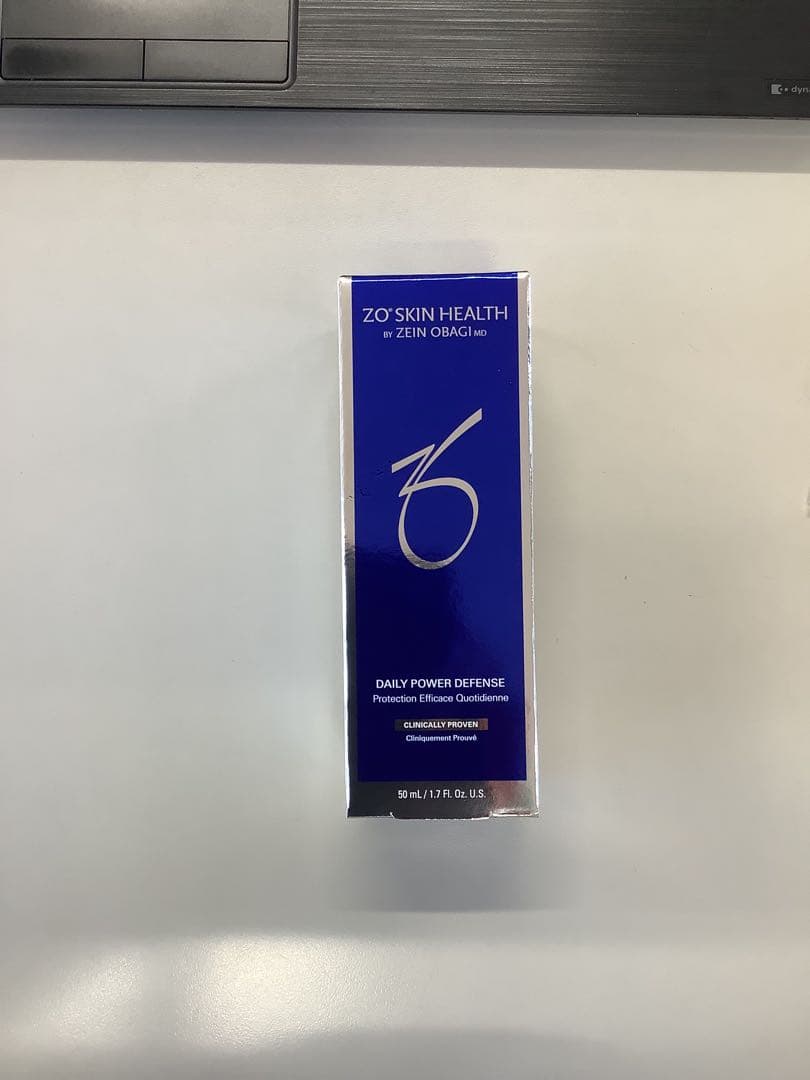 ZO® SKIN HEALTH
BY ZEIN OBAGI MD
DAILY POWER DEFENSE
Protection Efficace Quotidienne
CLINICALLY PROVEN
Cliniquement Prouvé
50 mL / 1.7 Fl. Oz. U.S.